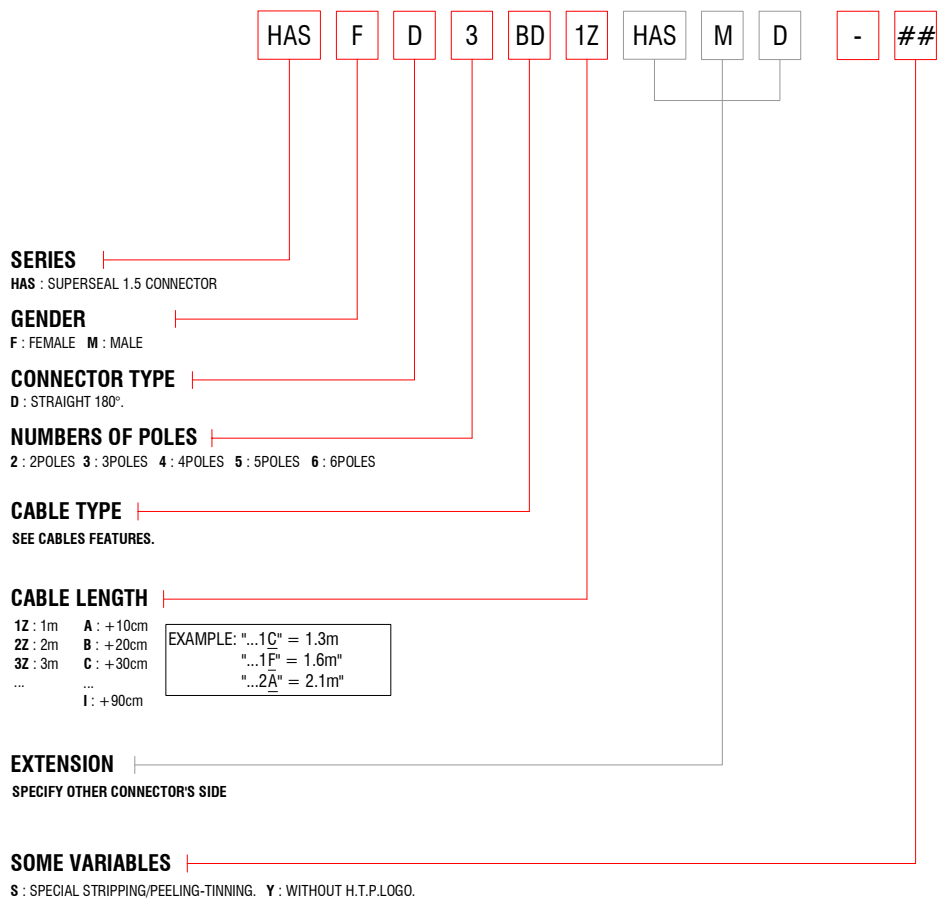 HAS F D 3 BD 1Z HAS M D - ##
SERIES
HAS : SUPERSEAL 1.5 CONNECTOR
GENDER
F : FEMALE M : MALE
CONNECTOR TYPE
D : STRAIGHT 180°.
NUMBERS OF POLES
2 : 2POLES 3 : 3POLES 4 : 4POLES 5 : 5POLES 6 : 6POLES
CABLE TYPE
SEE CABLES FEATURES.
CABLE LENGTH
1Z : 1m A : +10cm
2Z : 2m B : +20cm
3Z : 3m C : +30cm
... ...
I : +90cm
EXAMPLE: "...1C" = 1.3m
"...1F" = 1.6m"
"...2A" = 2.1m"
EXTENSION
SPECIFY OTHER CONNECTOR'S SIDE
SOME VARIABLES
S : SPECIAL STRIPPING/PEELING-TINNING. Y : WITHOUT H.T.P.LOGO.